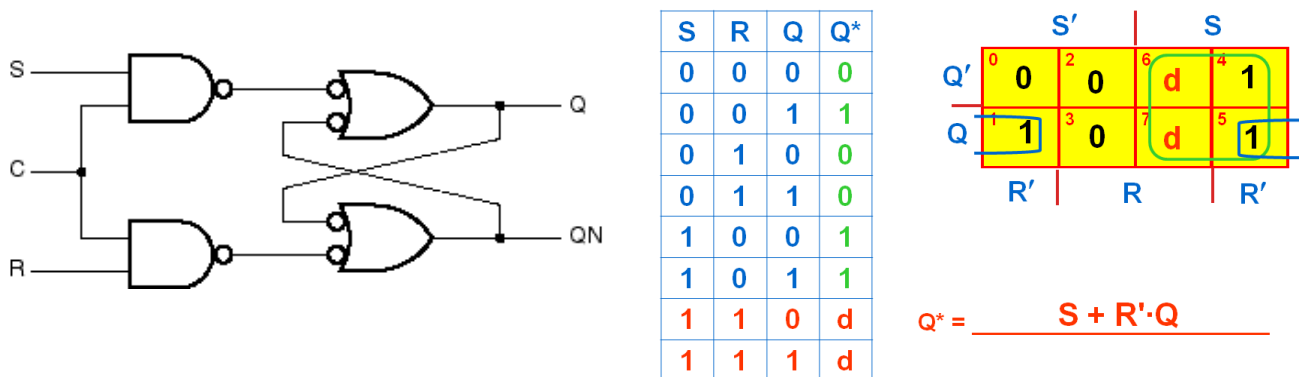 S
C
R
Q
QN
S R Q Q*
0 0 0 0
0 0 1 1
0 1 0 0
0 1 1 0
1 0 0 1
1 0 1 1
1 1 0 d
1 1 1 d
S′ S
Q′ 0 0 2 0 6 d 4 1
Q 1 1 3 0 7 d 5 1
R′ R R′
Q* = S + R'·Q